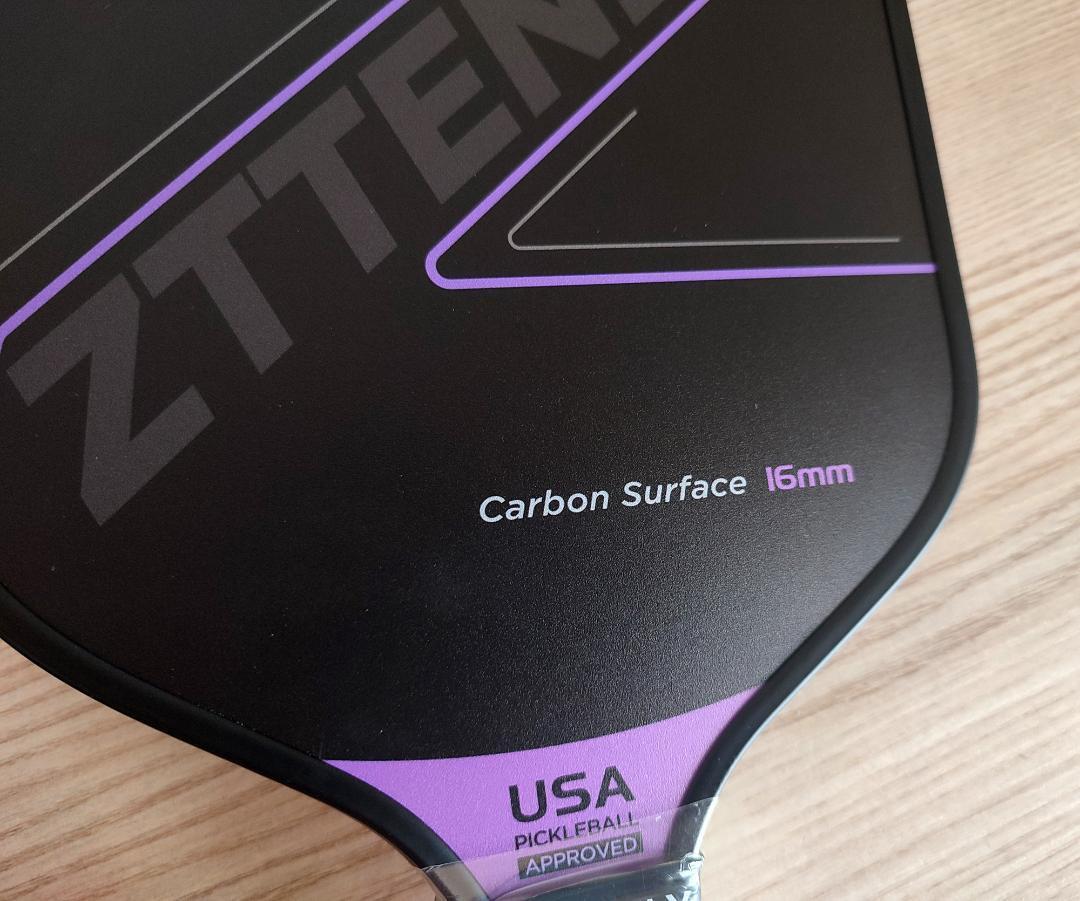 ZTTEN
Carbon Surface 16mm
USA
PICKLEBALL
APPROVED